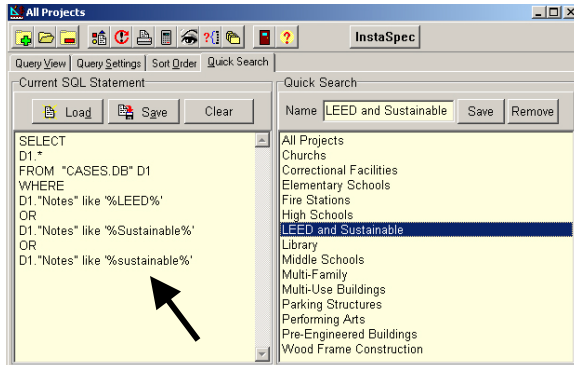 All Projects
InstaSpec
Query View Query Settings Sort Order Quick Search
Current SQL Statement
Load Save Clear
SELECT
D1.*
FROM "CASES.DB" D1
WHERE
D1."Notes" like '%LEED%'
OR
D1."Notes" like '%Sustainable%'
OR
D1."Notes" like '%sustainable%'
Quick Search
Name LEED and Sustainable Save Remove
All Projects
Churchs
Correctional Facilities
Elementary Schools
Fire Stations
High Schools
LEED and Sustainable
Library
Middle Schools
Multi-Family
Multi-Use Buildings
Parking Structures
Performing Arts
Pre-Engineered Buildings
Wood Frame Construction